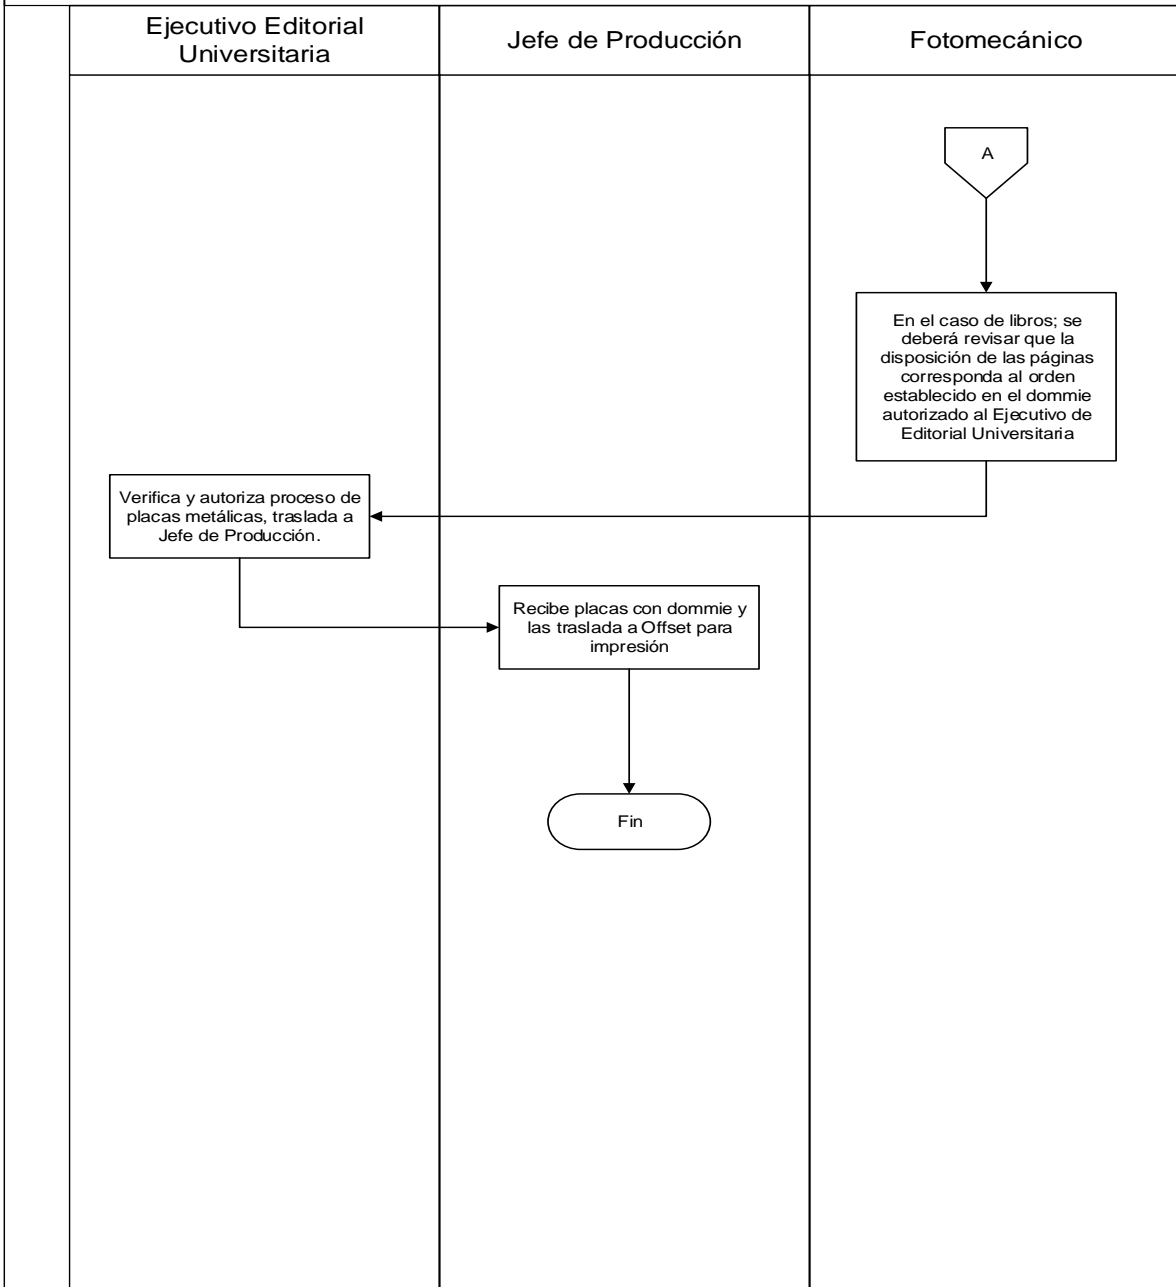 Ejecutivo Editorial
Universitaria
Jefe de Producción
Fotomecánico
A
En el caso de libros; se
deberá revisar que la
disposición de las páginas
corresponda al orden
establecido en el dommie
autorizado al Ejecutivo de
Editorial Universitaria
Verifica y autoriza proceso de
placas metálicas, traslada a
Jefe de Producción.
Recibe placas con dommie y
las traslada a Offset para
impresión
Fin